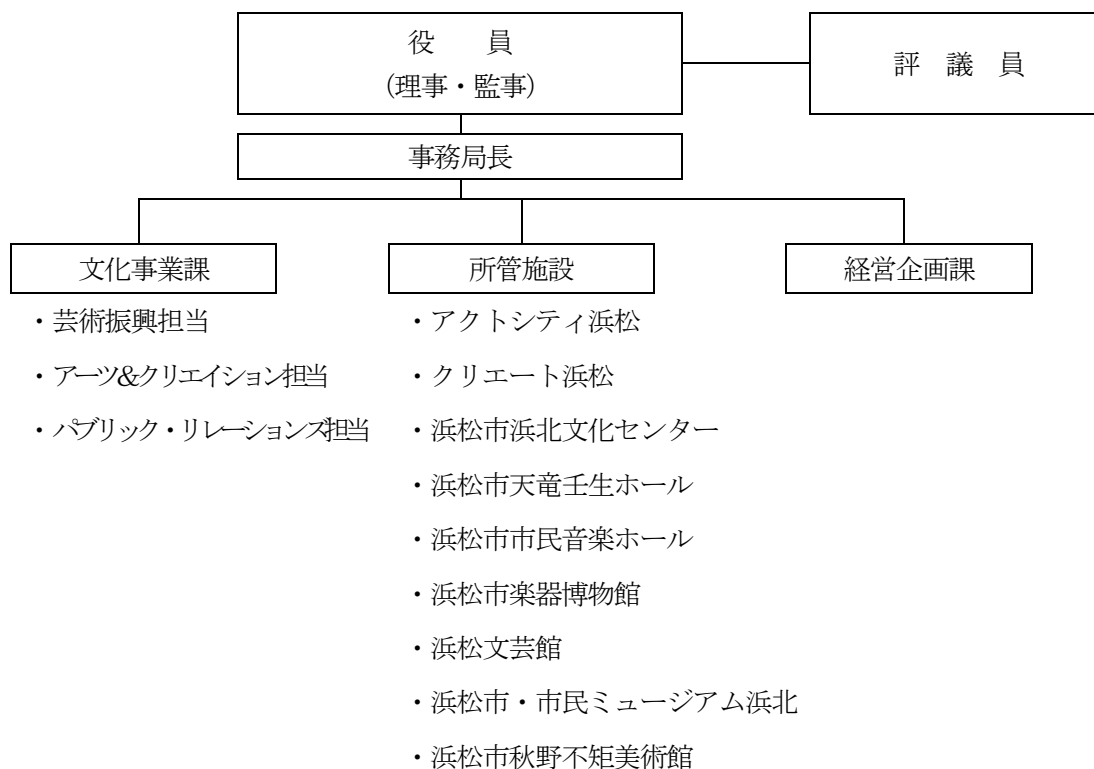 役　員
(理事・監事)
評議員
事務局長
文化事業課
・芸術振興担当
・アーツ&クリエイション担当
・パブリック・リレーションズ担当
所管施設
・アクトシティ浜松
・クリエート浜松
・浜松市浜北文化センター
・浜松市天竜壬生ホール
・浜松市市民音楽ホール
・浜松市楽器博物館
・浜松文芸館
・浜松市・市民ミュージアム浜北
・浜松市秋野不矩美術館
経営企画課